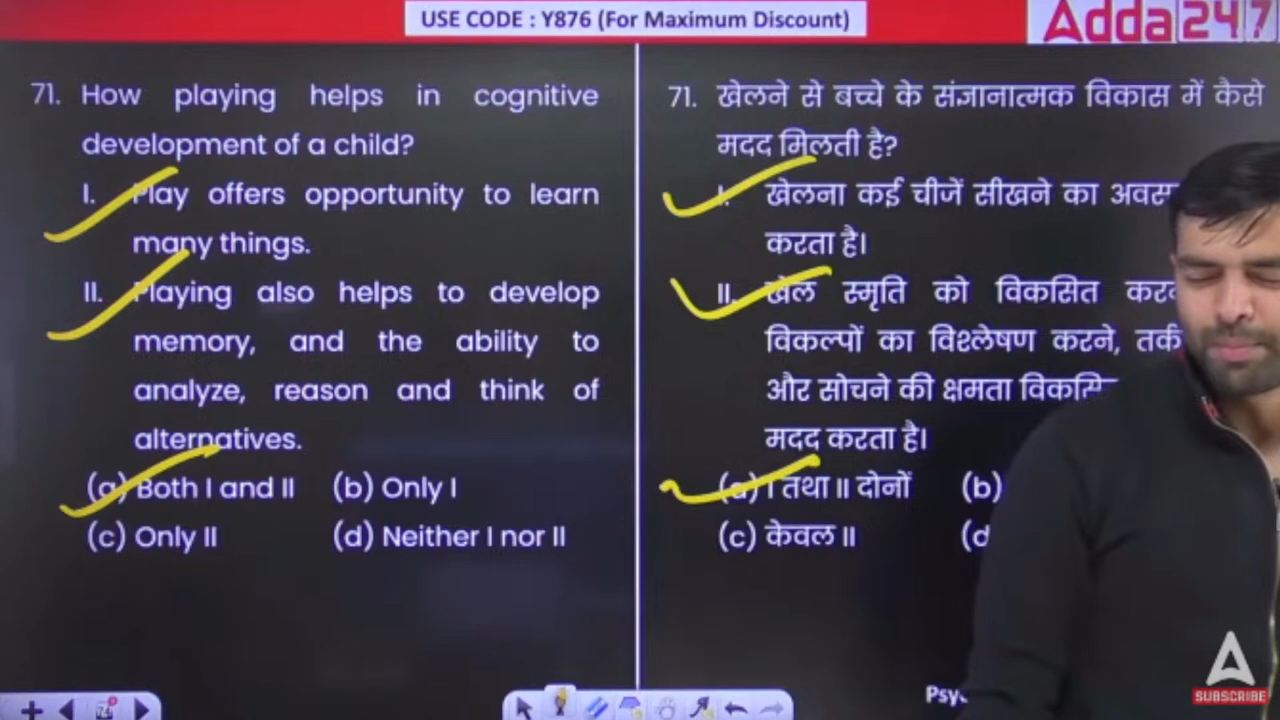 USE CODE : Y876 (For Maximum Discount)
Adda247
71. How playing helps in cognitive
development of a child?
I. Play offers opportunity to learn
many things.
II. Playing also helps to develop
memory, and the ability to
analyze, reason and think of
alternatives.
(a) Both I and II (b) Only I
(c) Only II (d) Neither I nor II
71. खेलने से बच्चे के संज्ञानात्मक विकास में कैसे
मदद मिलती है?
I. खेलना कई चीजें सीखने का
करता है।
II. खेल स्मृति को विकसित
विकल्पों का विश्लेषण करने, तर्क
और सोचने की क्षमता
मदद करता है।
(a) I तथा II दोनों (b)
(c) केवल II (d
SUBSCRIBE